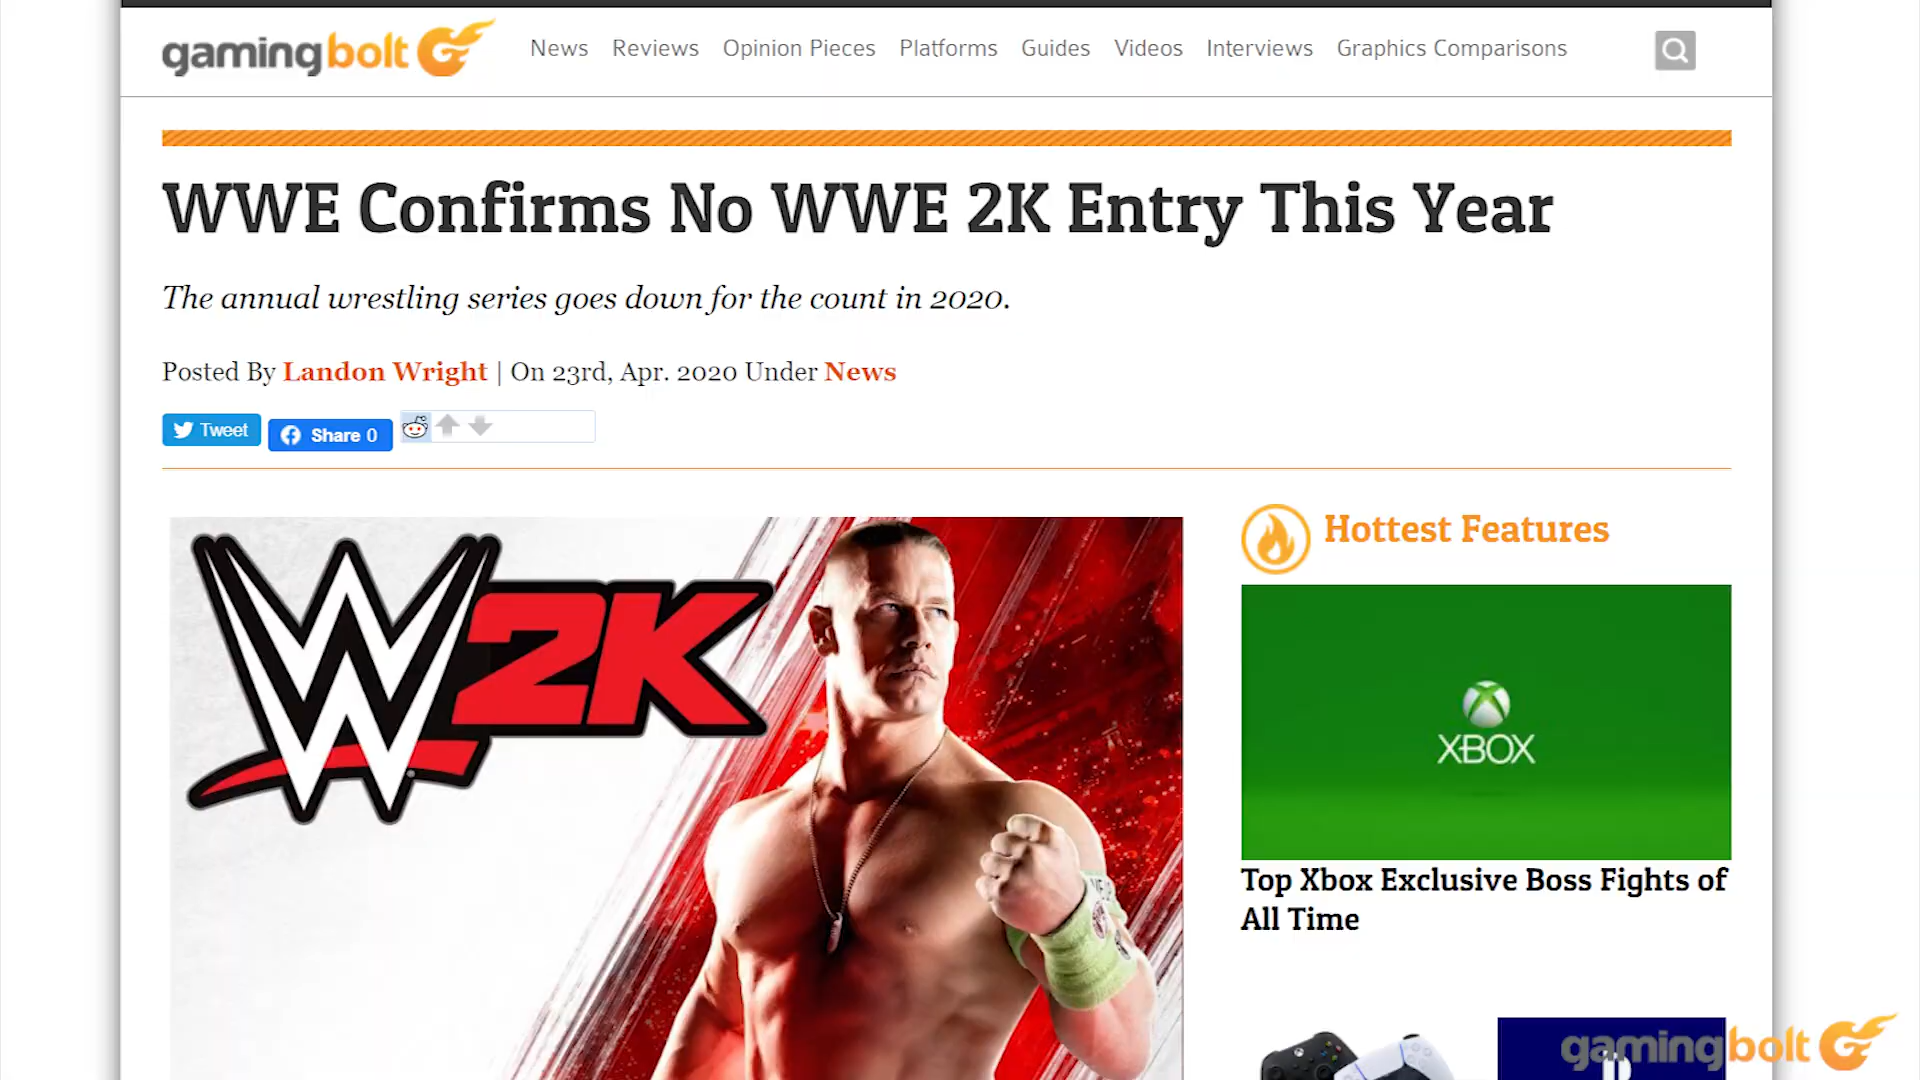 gamingbolt
News Reviews Opinion Pieces Platforms Guides Videos Interviews Graphics Comparisons
WWE Confirms No WWE 2K Entry This Year
The annual wrestling series goes down for the count in 2020.
Posted By Landon Wright | On 23rd, Apr. 2020 Under News
Tweet Share 0
Hottest Features
W2K
XBOX
Top Xbox Exclusive Boss Fights of
All Time
gamingbolt